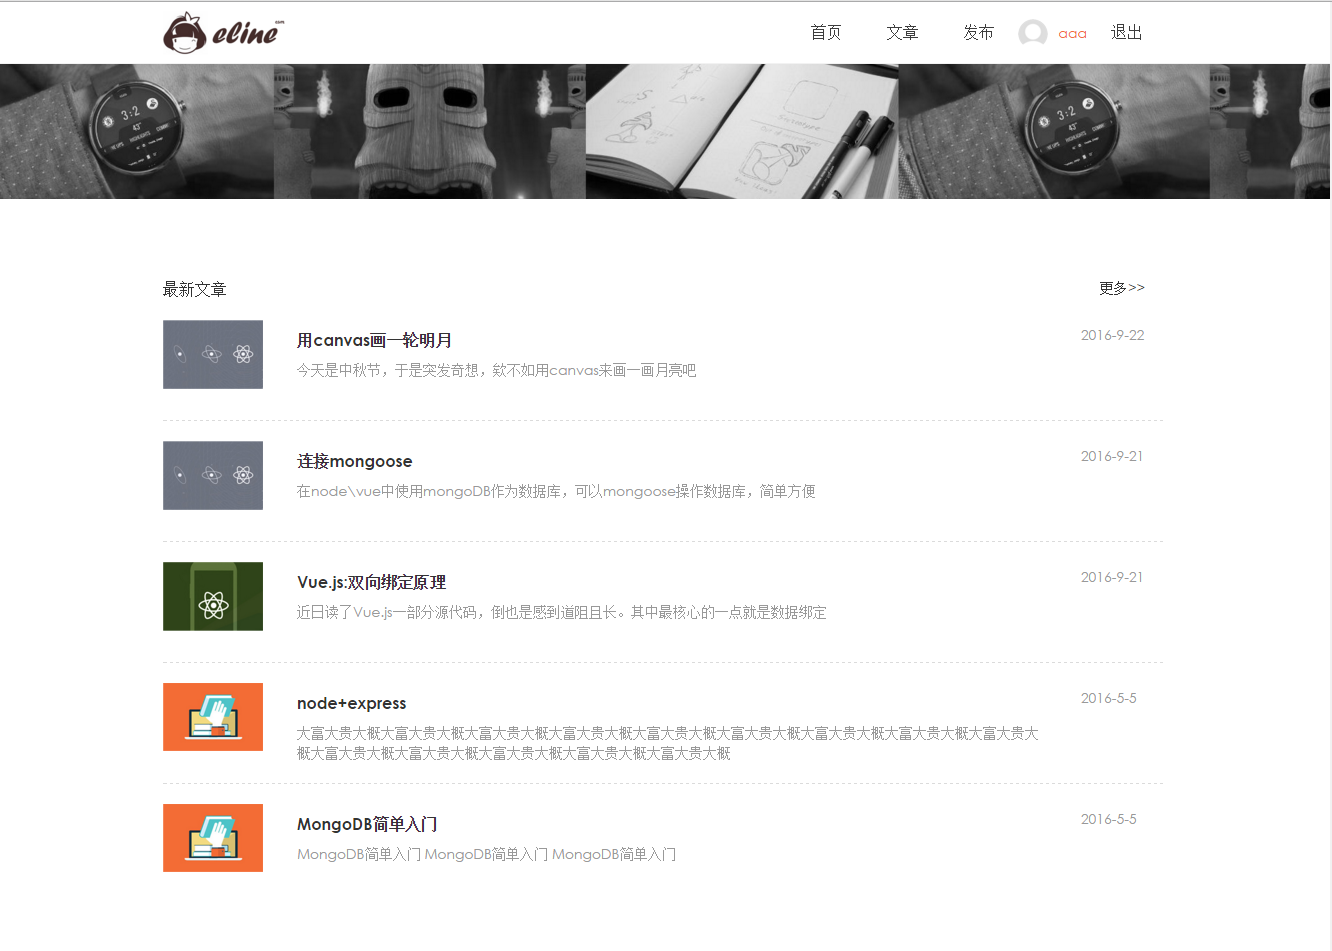 eline.com
首页 文章 发布 aaa 退出
3:2
43°
HIGHLIGHTS
3:2
43°
HIGHLIGHTS
最新文章 更多>>
用canvas画一轮明月 2016-9-22
今天是中秋节，于是突发奇想，欸不如用canvas来画一画月亮吧
连接mongoose 2016-9-21
在node\vue中使用mongoDB作为数据库，可以mongoose操作数据库，简单方便
Vue.js:双向绑定原理 2016-9-21
近日读了Vue.js一部分源代码，倒也是感到道阻且长。其中最核心的一点就是数据绑定
node+express 2016-5-5
大富大贵大概大富大贵大概大富大贵大概大富大贵大概大富大贵大概大富大贵大概大富大贵大概大富大贵大概大富大贵大
概大富大贵大概大富大贵大概大富大贵大概大富大贵大概大富大贵大概
MongoDB简单入门 2016-5-5
MongoDB简单入门 MongoDB简单入门 MongoDB简单入门